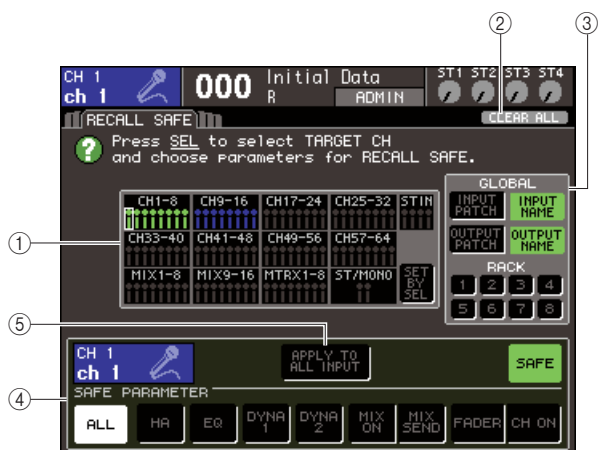 ② ③
CH 1
ch 1
000
Initial Data
R
ADMIN
ST1 ST2 ST3 ST4
RECALL SAFE
CLEAR ALL
?
Press SEL to select TARGET CH
and choose parameters for RECALL SAFE.
GLOBAL
INPUT PATCH
INPUT NAME
OUTPUT PATCH
OUTPUT NAME
RACK
1 2 3 4
5 6 7 8
①
CH1-8 CH9-16 CH17-24 CH25-32 STIN
CH33-40 CH41-48 CH49-56 CH57-64
MIX1-8 MIX9-16 MTRX1-8 ST/MONO
SET BY SEL
⑤
④
CH 1
ch 1
APPLY TO
ALL INPUT
SAFE
SAFE PARAMETER
ALL
HA
EQ
DYNA 1
DYNA 2
MIX ON
MIX SEND
FADER
CH ON